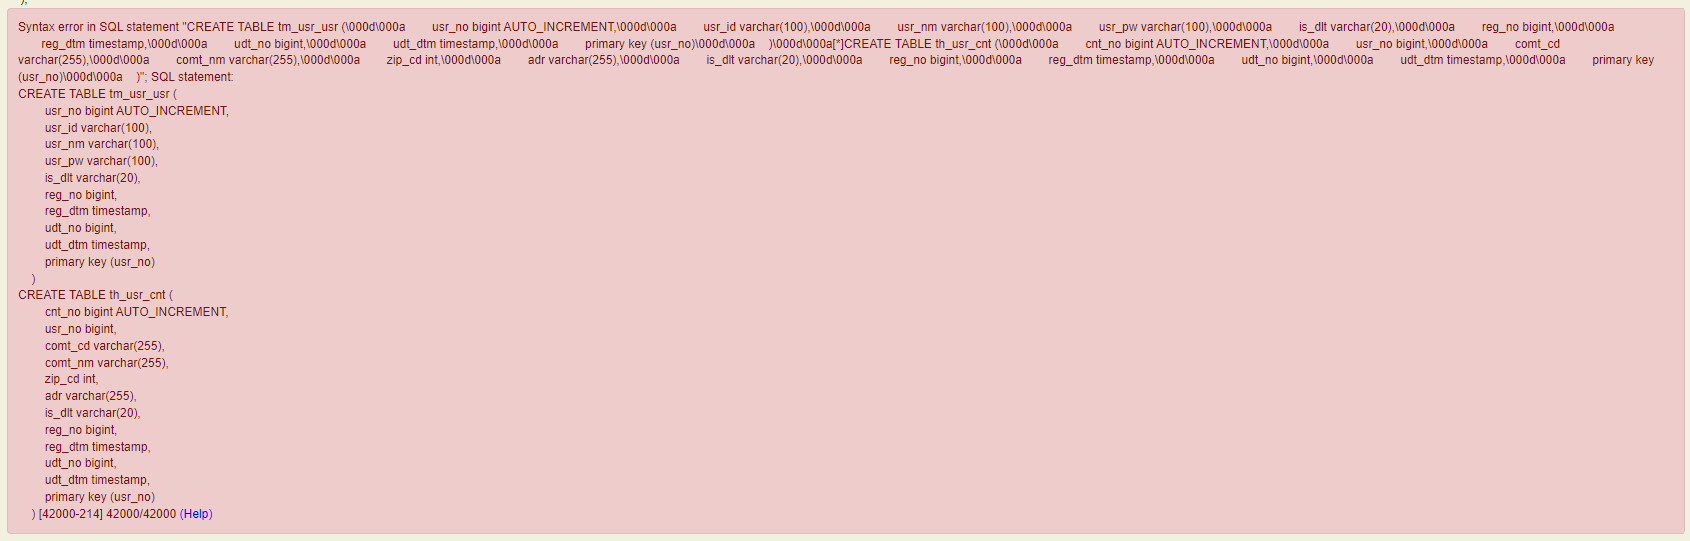 );
Syntax error in SQL statement "CREATE TABLE tm_usr_usr (\000d\000a        usr_no bigint AUTO_INCREMENT,\000d\000a        usr_id varchar(100),\000d\000a        usr_nm varchar(100),\000d\000a        usr_pw varchar(100),\000d\000a        is_dlt varchar(20),\000d\000a        reg_no bigint,\000d\000a
reg_dtm timestamp,\000d\000a        udt_no bigint,\000d\000a        udt_dtm timestamp,\000d\000a        primary key (usr_no)\000d\000a    )\000d\000a[*]CREATE TABLE th_usr_cnt (\000d\000a        cnt_no bigint AUTO_INCREMENT,\000d\000a        usr_no bigint,\000d\000a        comt_cd
varchar(255),\000d\000a        comt_nm varchar(255),\000d\000a        zip_cd int,\000d\000a        adr varchar(255),\000d\000a        is_dlt varchar(20),\000d\000a        reg_no bigint,\000d\000a        reg_dtm timestamp,\000d\000a        udt_no bigint,\000d\000a        udt_dtm timestamp,\000d\000a        primary key
(usr_no)\000d\000a    )"; SQL statement:
CREATE TABLE tm_usr_usr (
usr_no bigint AUTO_INCREMENT,
usr_id varchar(100),
usr_nm varchar(100),
usr_pw varchar(100),
is_dlt varchar(20),
reg_no bigint,
reg_dtm timestamp,
udt_no bigint,
udt_dtm timestamp,
primary key (usr_no)
)
CREATE TABLE th_usr_cnt (
cnt_no bigint AUTO_INCREMENT,
usr_no bigint,
comt_cd varchar(255),
comt_nm varchar(255),
zip_cd int,
adr varchar(255),
is_dlt varchar(20),
reg_no bigint,
reg_dtm timestamp,
udt_no bigint,
udt_dtm timestamp,
primary key (usr_no)
) [42000-214] 42000/42000 (Help)